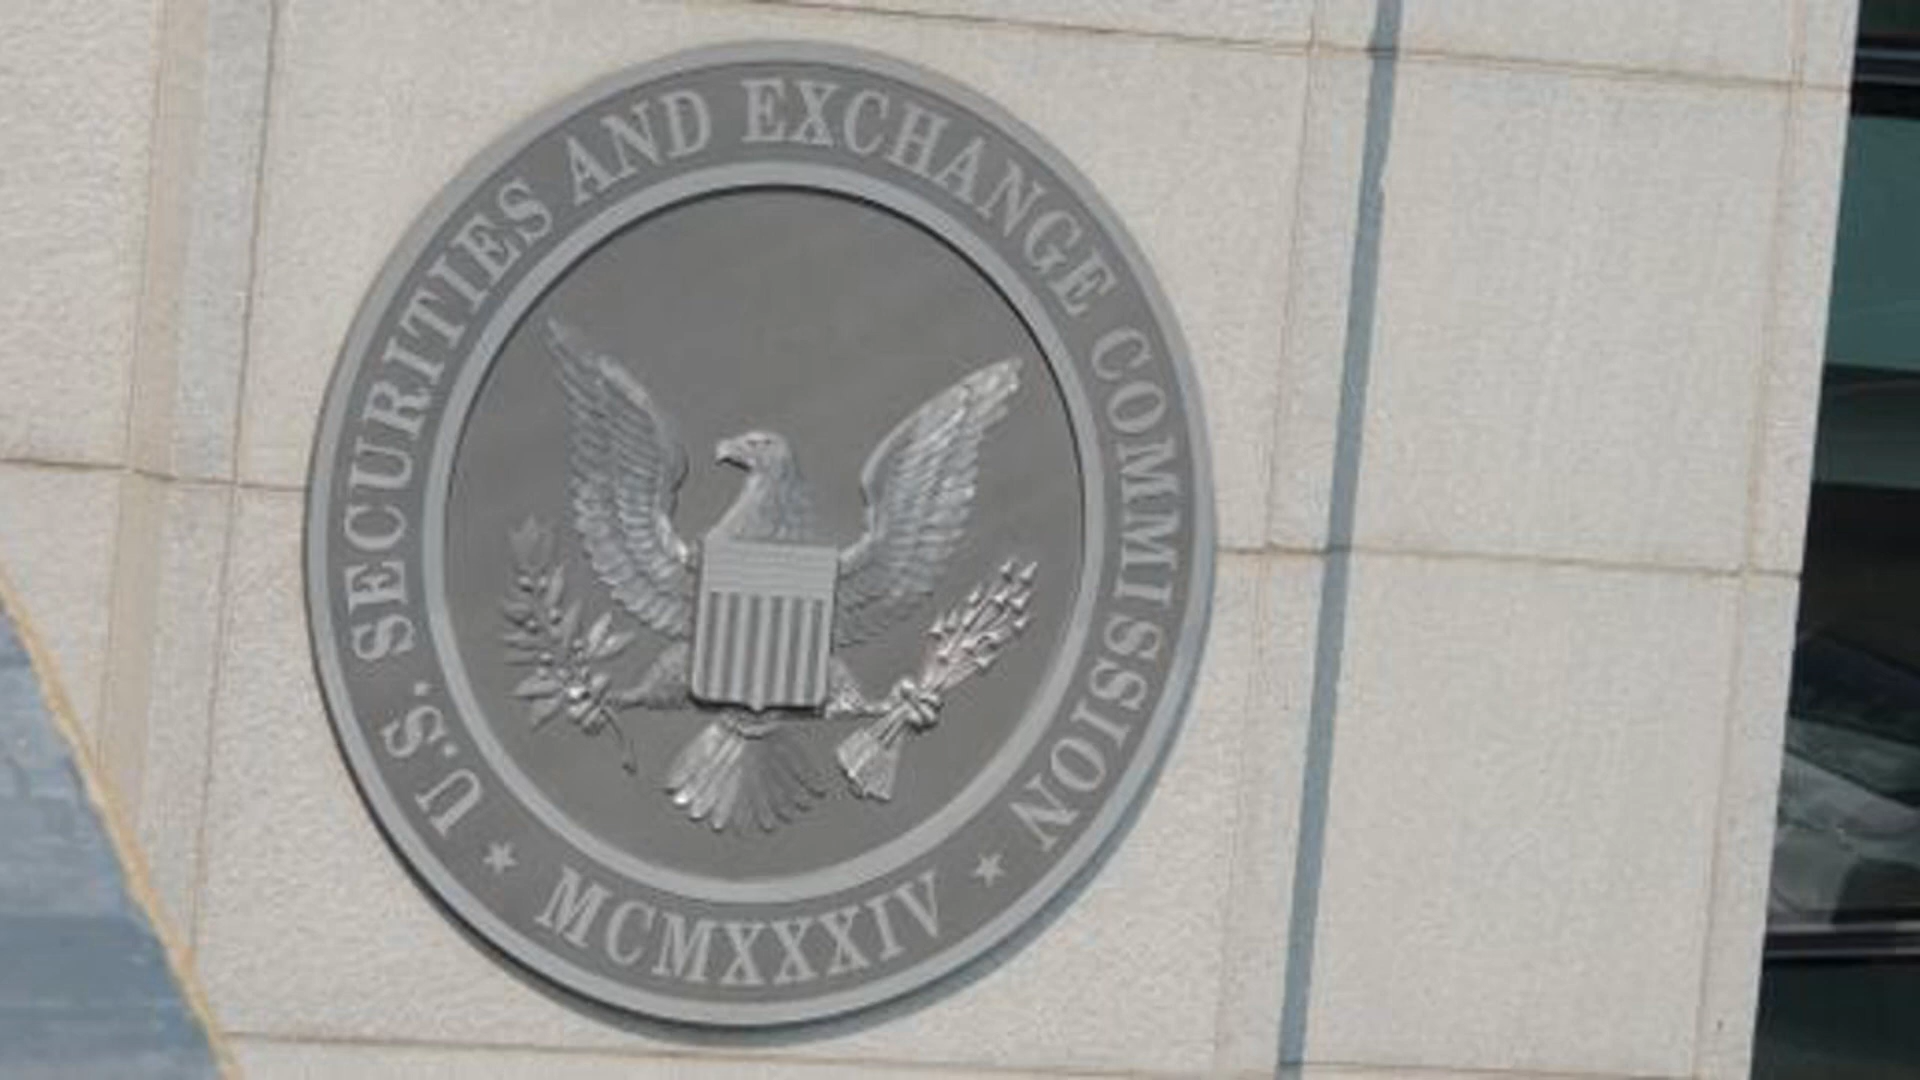 U.S. SECURITIES AND EXCHANGE COMMISSION
★ MCMXXXIV ★